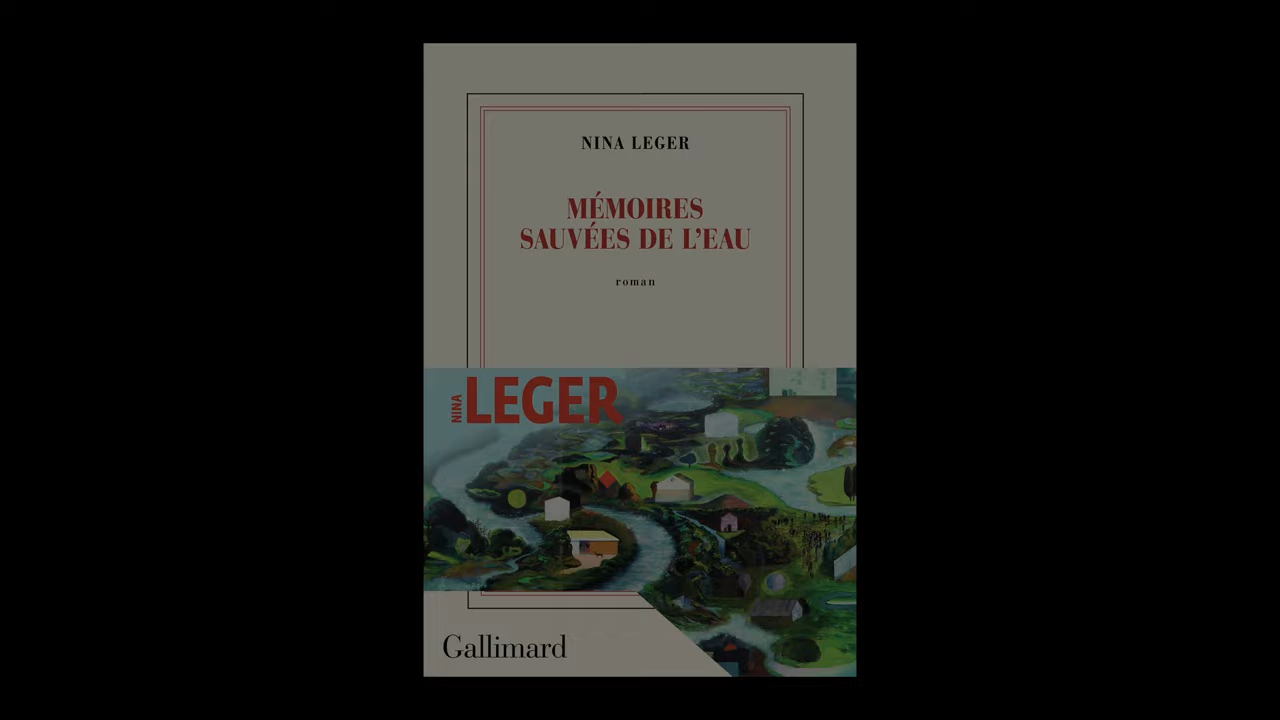 NINA LEGER
MÉMOIRES
SAUVÉES DE L'EAU
roman
NINA LEGER
Gallimard